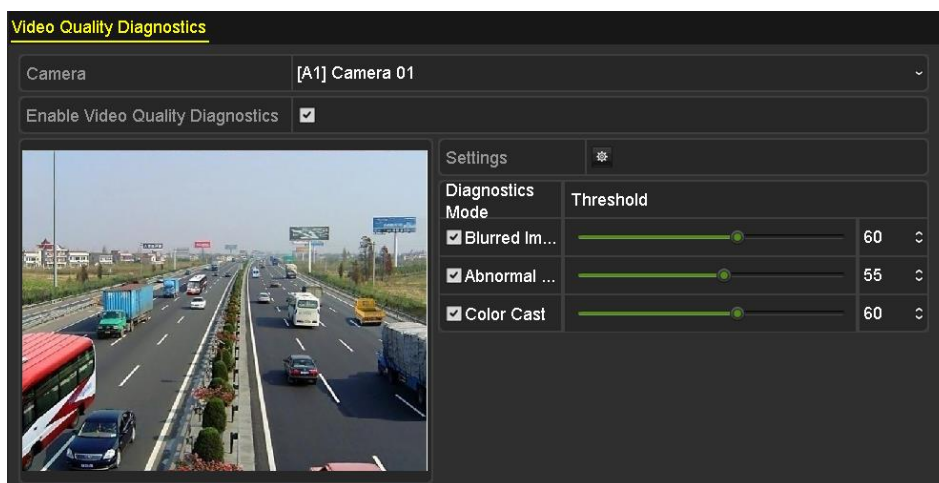 Video Quality Diagnostics
Camera
[A1] Camera 01
Enable Video Quality Diagnostics
Settings
Diagnostics
Mode
Threshold
Blurred Im...
60
Abnormal ...
55
Color Cast
60